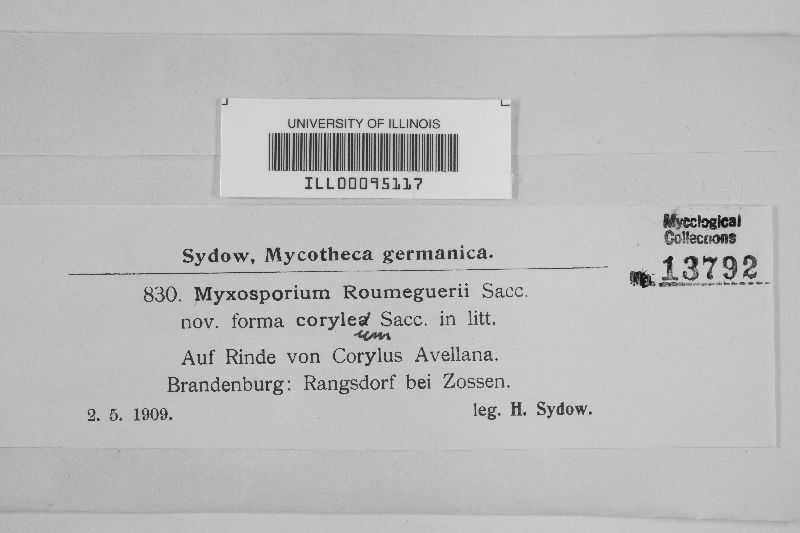 UNIVERSITY OF ILLINOIS
ILL00095117
Mycological
Collections
No. 13792
Sydow, Mycotheca germanica.
830. Myxosporium Roumeguerii Sacc.
nov. forma corylea Sacc. in litt.
um
Auf Rinde von Corylus Avellana.
Brandenburg: Rangsdorf bei Zossen.
2. 5. 1909. leg. H. Sydow.